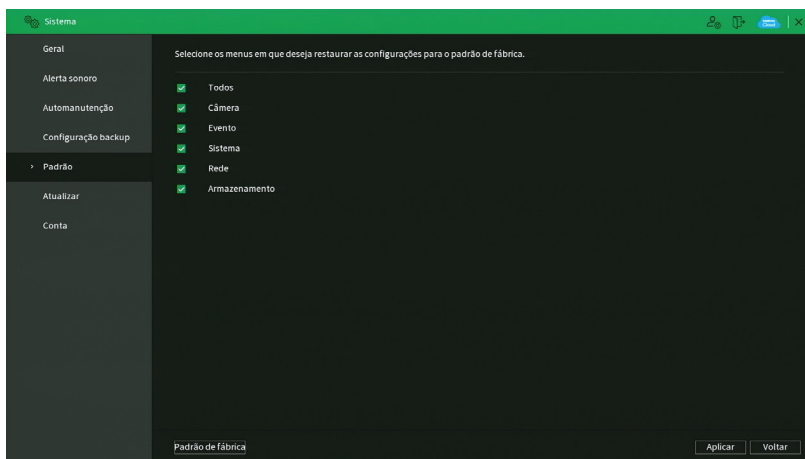 Sistema
Cloud
Geral
Alerta sonoro
Automanutenção
Configuração backup
Padrão
Atualizar
Conta
Selecione os menus em que deseja restaurar as configurações para o padrão de fábrica.
Todos
Câmera
Evento
Sistema
Rede
Armazenamento
Padrão de fábrica
Aplicar
Voltar